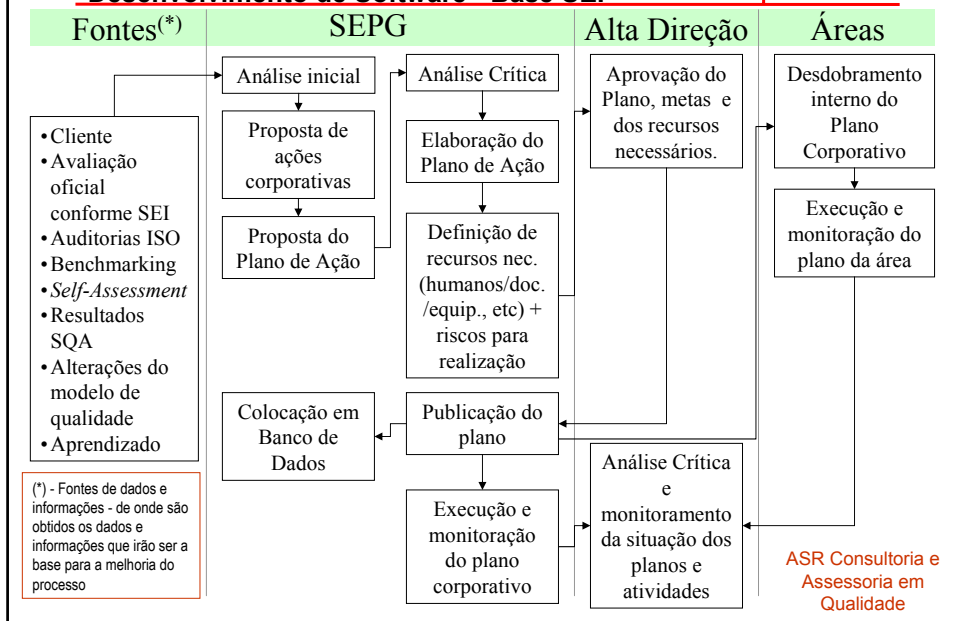 Fontes(*)
SEPG
Alta Direção
Áreas
•Cliente
•Avaliação
oficial
conforme SEI
•Auditorias ISO
•Benchmarking
•Self-Assessment
•Resultados
SQA
•Alterações do
modelo de
qualidade
•Aprendizado
(*) - Fontes de dados e
informações - de onde são
obtidos os dados e
informações que irão ser a
base para a melhoria do
processo
Análise inicial
Proposta de
ações
corporativas
Proposta do
Plano de Ação
Análise Crítica
Elaboração do
Plano de Ação
Definição de
recursos nec.
(humanos/doc.
/equip., etc) +
riscos para
realização
Aprovação do
Plano, metas e
dos recursos
necessários.
Desdobramento
interno do
Plano
Corporativo
Execução e
monitoração do
plano da área
Colocação em
Banco de
Dados
Publicação do
plano
Execução e
monitoração
do plano
corporativo
Análise Crítica
e
monitoramento
da situação dos
planos e
atividades
ASR Consultoria e
Assessoria em
Qualidade